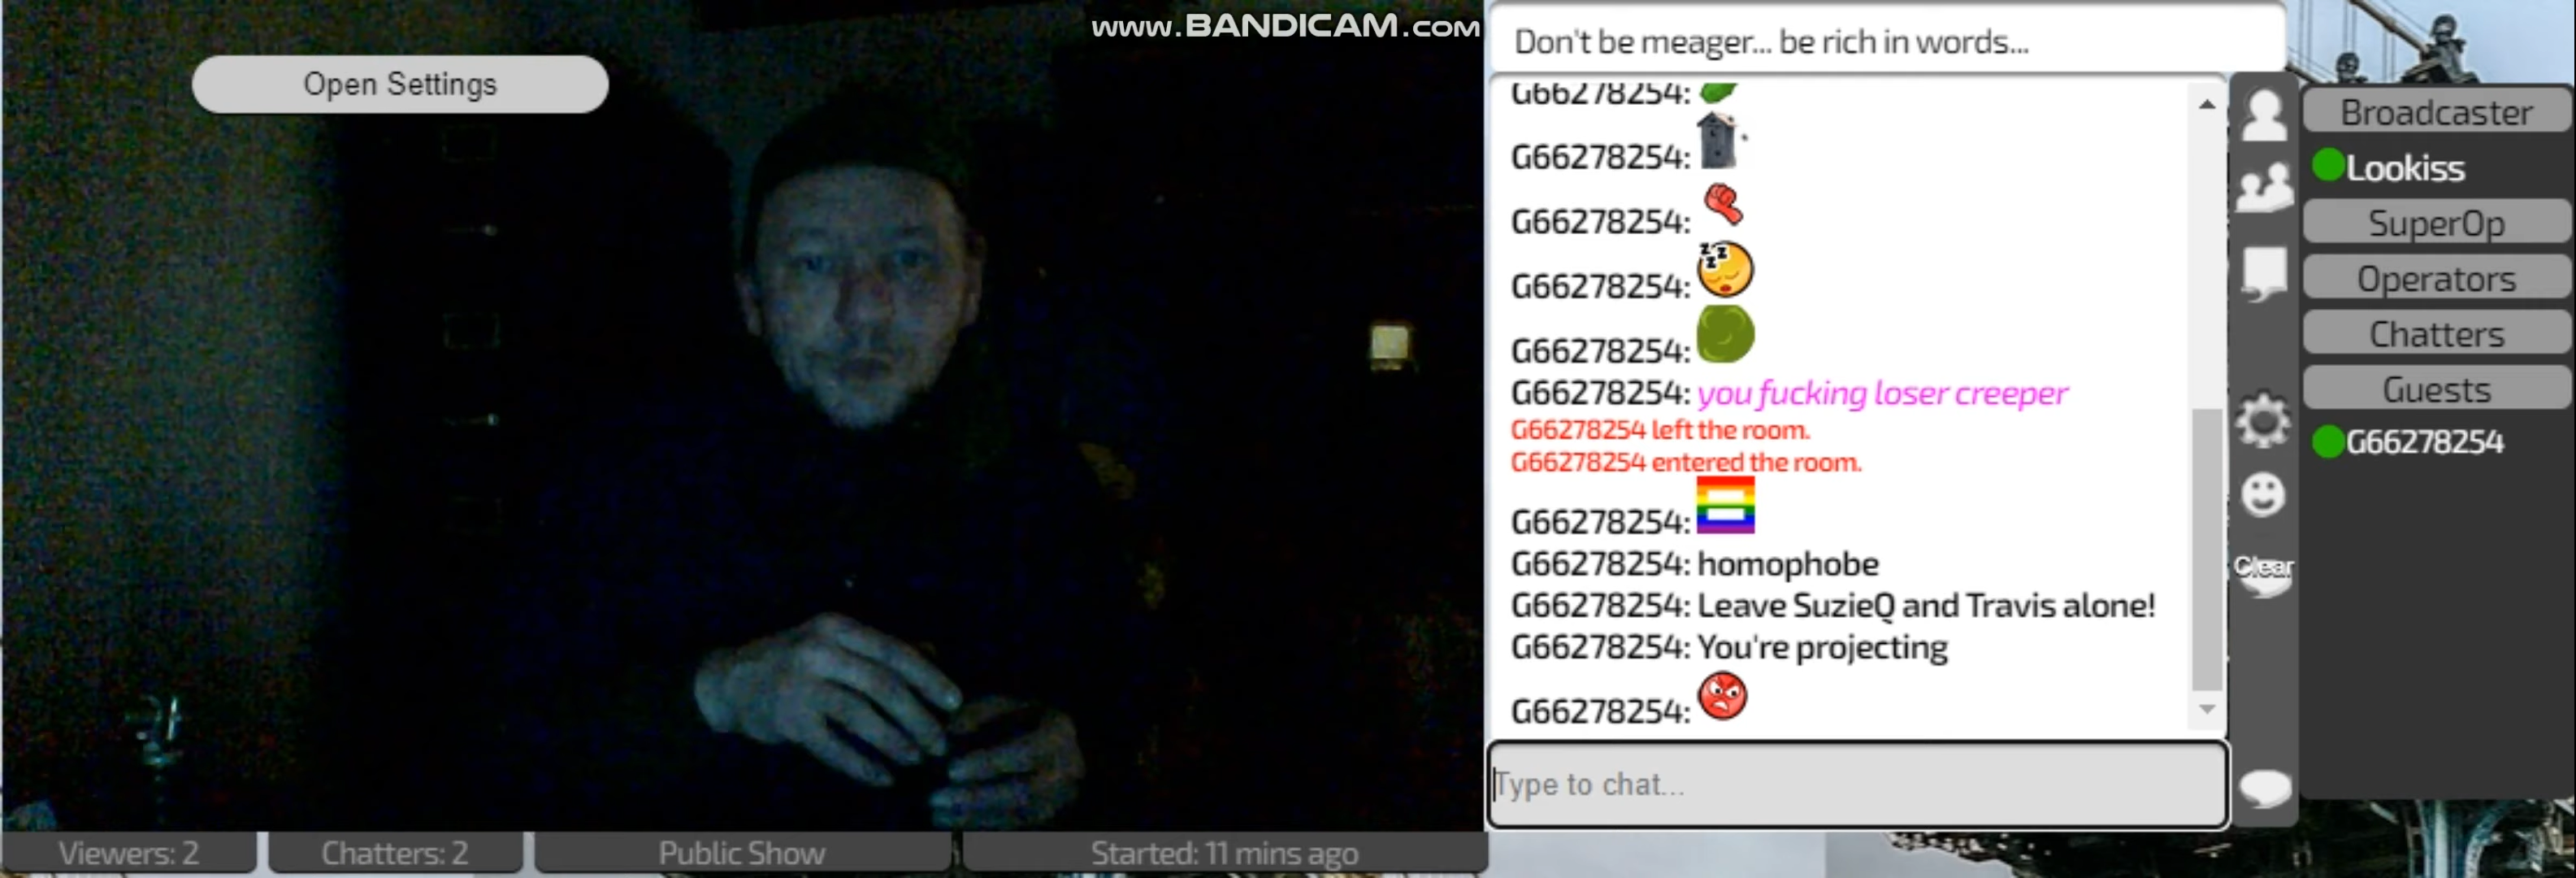 www.BANDICAM.com
Open Settings
Don't be meager... be rich in words...
G66278254:
G66278254:
G66278254:
G66278254: zzz
G66278254:
G66278254: you fucking loser creeper
G66278254 left the room.
G66278254 entered the room.
G66278254:
G66278254: homophobe
G66278254: Leave SuzieQ and Travis alone!
G66278254: You're projecting
G66278254:
Type to chat...
Clear
Broadcaster
Lookiss
SuperOp
Operators
Chatters
Guests
G66278254
Viewers: 2
Chatters: 2
Public Show
Started: 11 mins ago